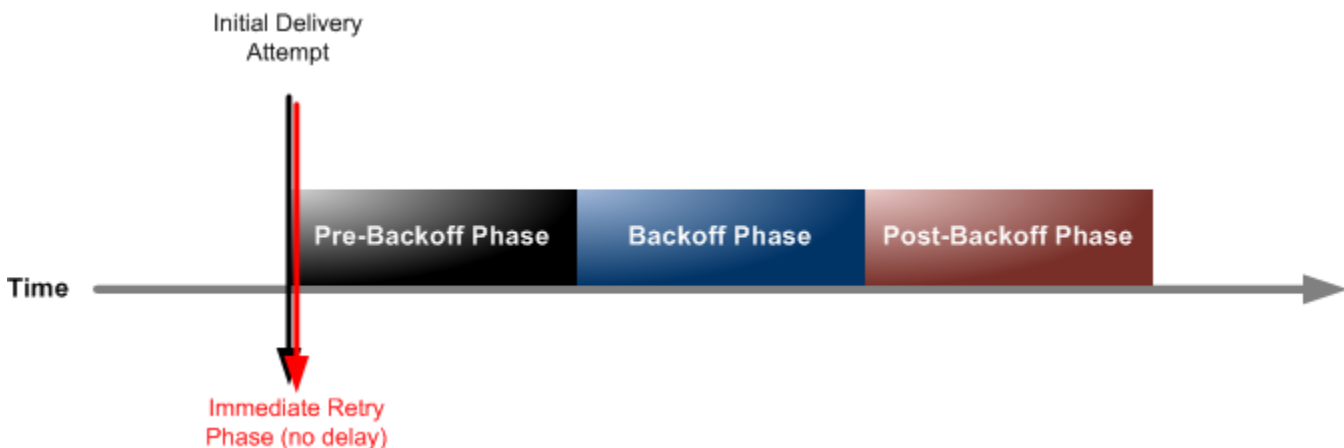 Initial Delivery
Attempt
Pre-Backoff Phase
Backoff Phase
Post-Backoff Phase
Time
Immediate Retry
Phase (no delay)